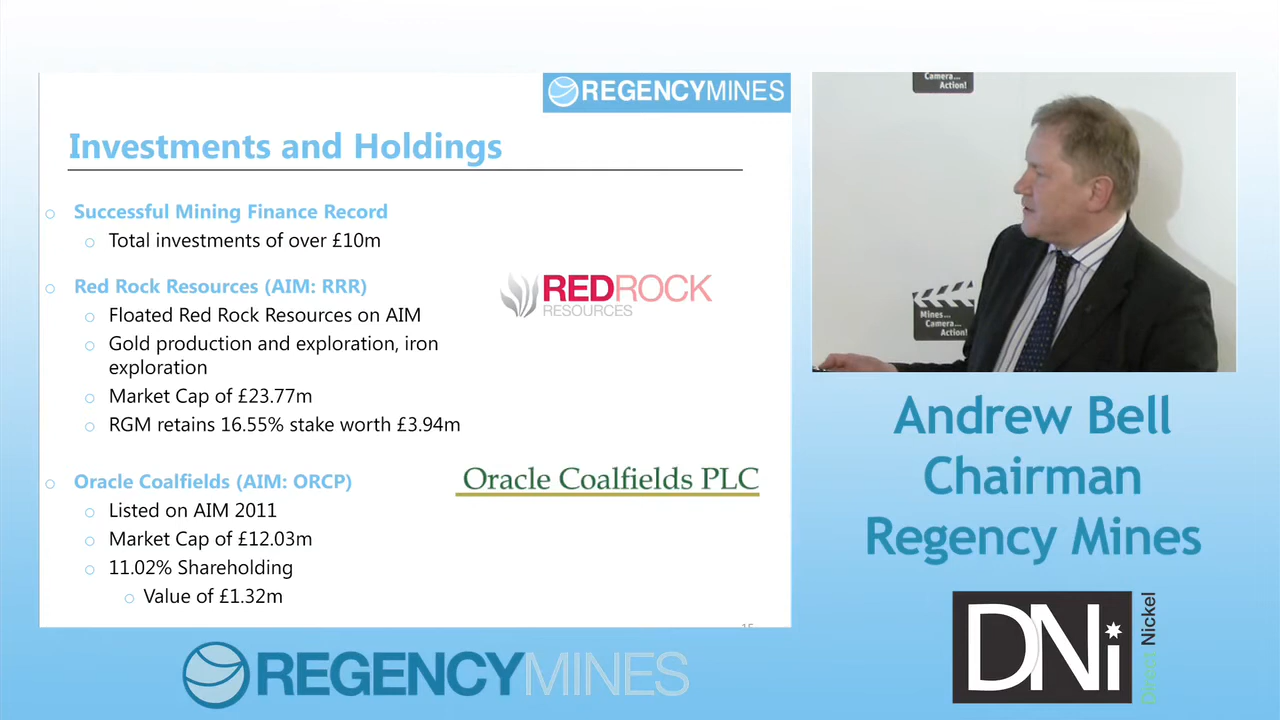 REGENCYMINES
Investments and Holdings
Successful Mining Finance Record
Total investments of over £10m
Red Rock Resources (AIM: RRR)
Floated Red Rock Resources on AIM
Gold production and exploration, iron
exploration
Market Cap of £23.77m
RGM retains 16.55% stake worth £3.94m
REDROCK
RESOURCES
Oracle Coalfields (AIM: ORCP)
Listed on AIM 2011
Market Cap of £12.03m
11.02% Shareholding
Value of £1.32m
Oracle Coalfields PLC
15
REGENCYMINES
Camera...
Action!
Mines...
Camera...
Action!
Andrew Bell
Chairman
Regency Mines
DNi
Direct Nickel